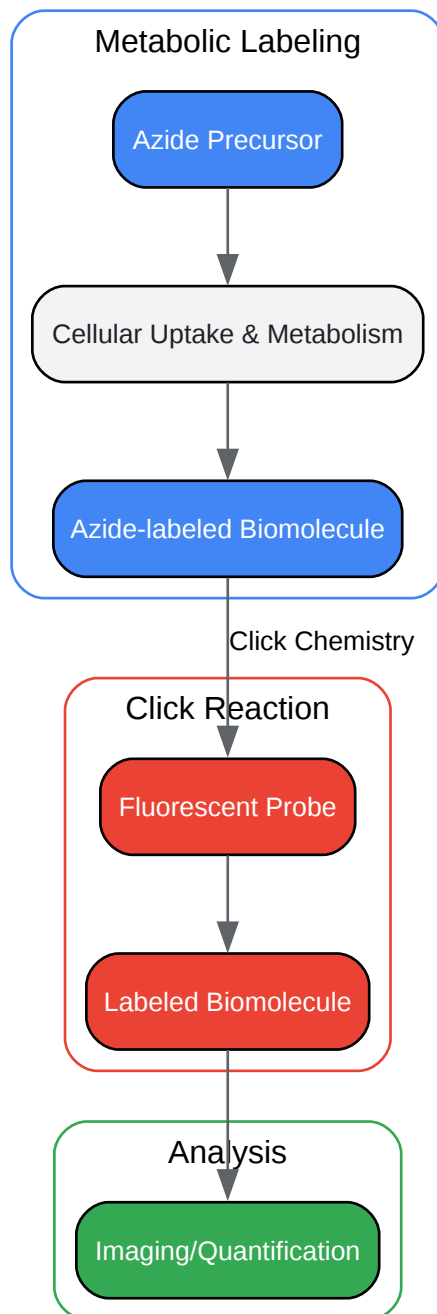 Metabolic Labeling
Azide Precursor
Cellular Uptake & Metabolism
Azide-labeled Biomolecule
Click Chemistry
Click Reaction
Fluorescent Probe
Labeled Biomolecule
Analysis
Imaging/Quantification